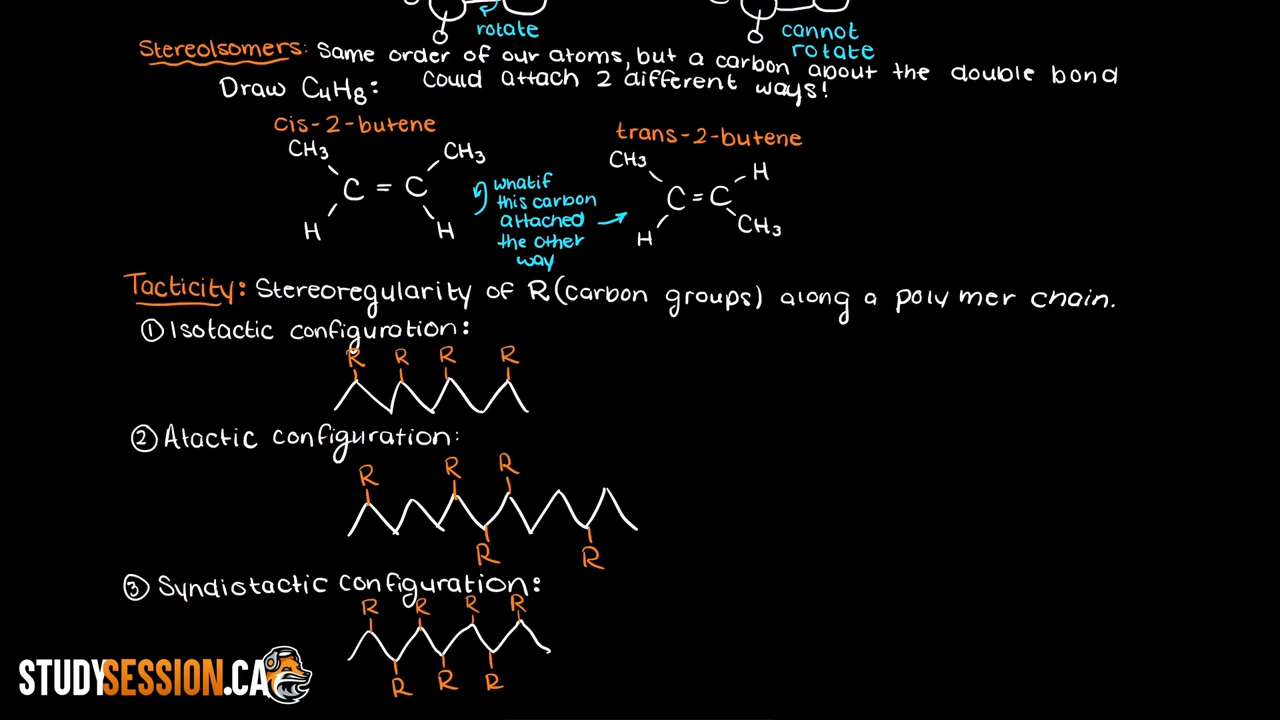 rotate
cannot
rotate
StereoIsomers: Same order of our atoms, but a carbon about the double bond
could attach 2 different ways!
Draw C4H8:
cis-2-butene
trans-2-butene
CH3
CH3
C = C
H
H
what if
this carbon
attached
the other
way
CH3
H
C = C
H
CH3
Tacticity: Stereoregularity of R (carbon groups) along a polymer chain.
① Isotactic configuration:
R R R R
② Atactic configuration:
R R R
R R
③ Syndiotactic configuration:
R R R R
R R R
STUDYSESSION.CA